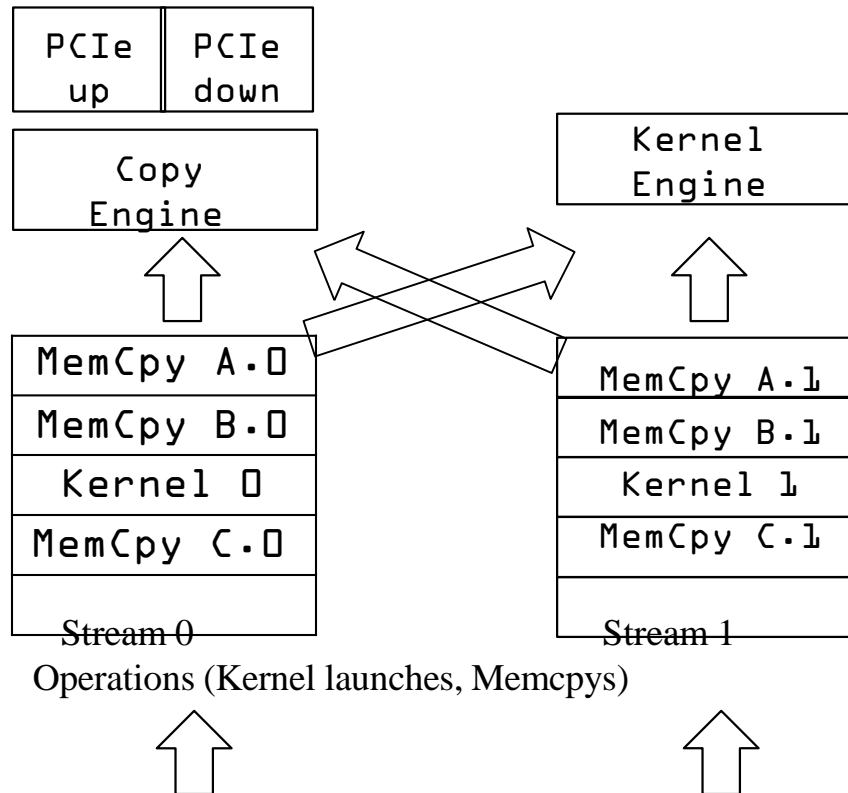 PCIe
up
PCIe
down
Copy
Engine
Kernel
Engine
MemCpy A.0
MemCpy B.0
Kernel 0
MemCpy C.0
Stream 0
MemCpy A.1
MemCpy B.1
Kernel 1
MemCpy C.1
Stream 1
Operations (Kernel launches, Memcpys)